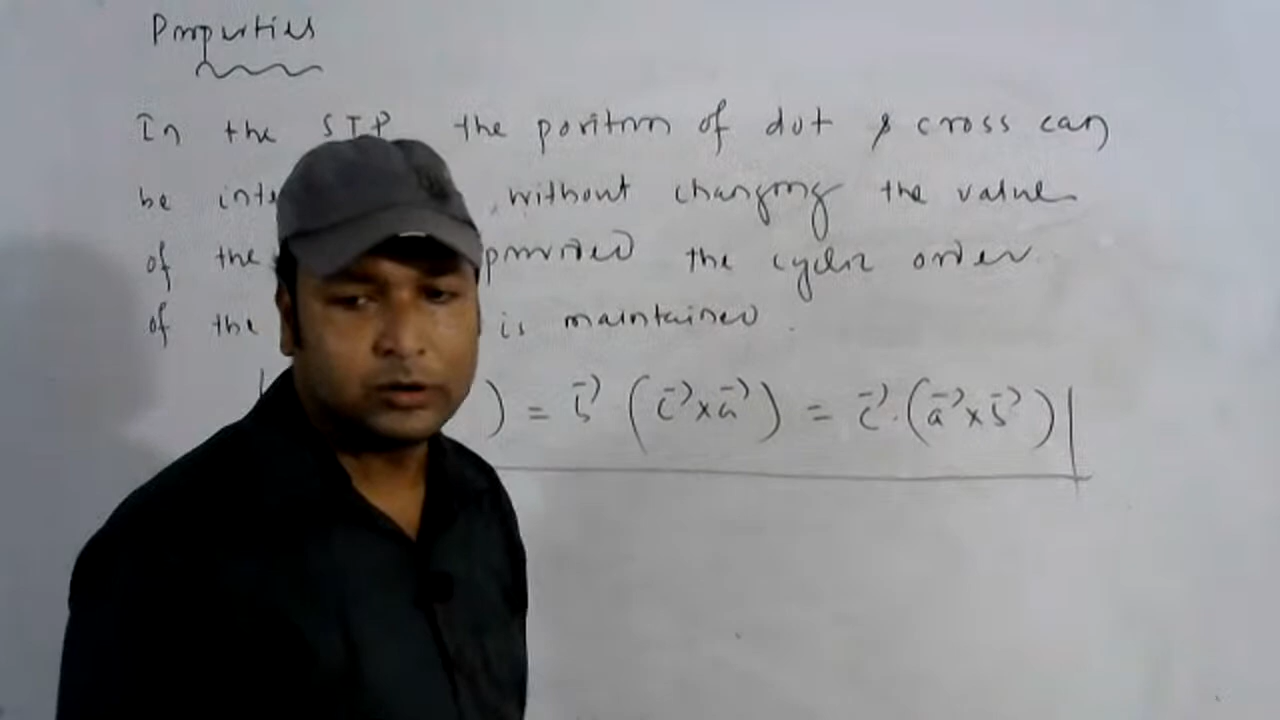 Properties
In the STP the position of dot & cross can
be without changing the value
of the provided the cyclic order
of the is maintained.
) = b⃗ (c⃗ × a⃗) = c⃗ · (a⃗ × b⃗)